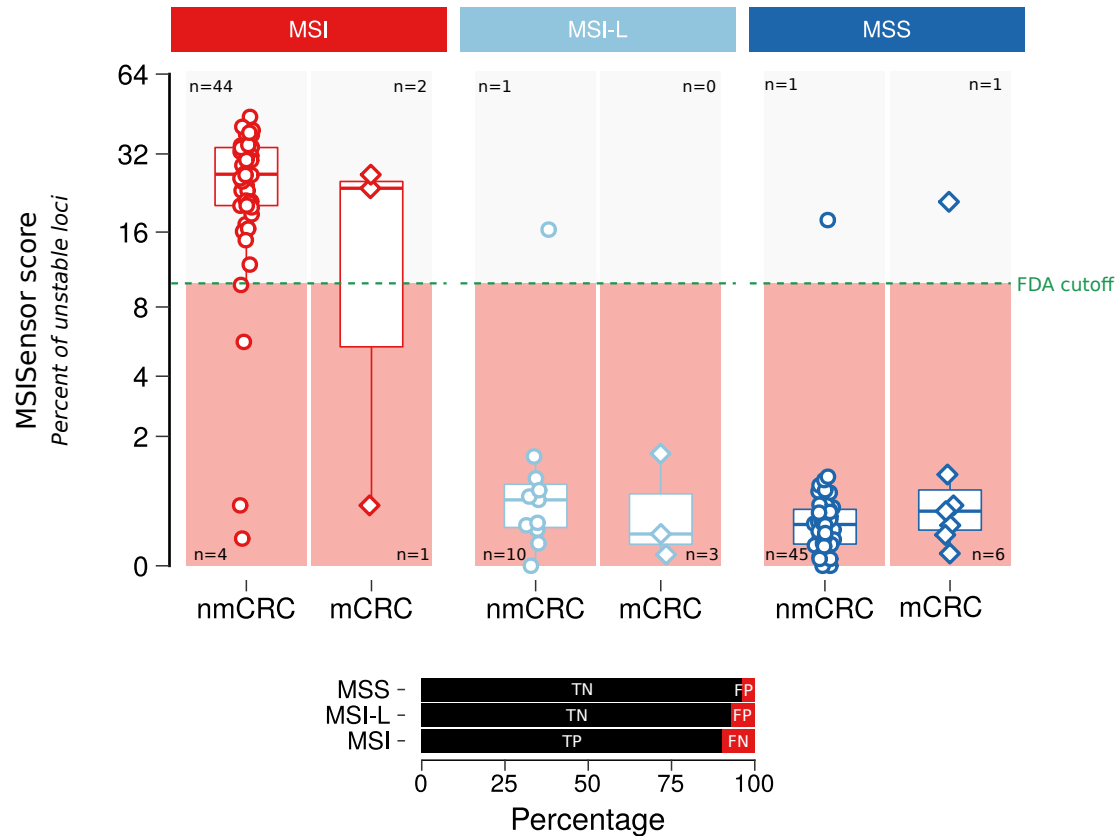 MSI MSI-L MSS
64
n=44 n=2 n=1 n=0 n=1 n=1
32
16
FDA cutoff
8
4
2
0
n=4 n=1 n=10 n=3 n=45 n=6
MSISensor score
Percent of unstable loci
nmCRC mCRC nmCRC mCRC nmCRC mCRC
MSS TN FP
MSI-L TN FP
MSI TP FN
0 25 50 75 100
Percentage